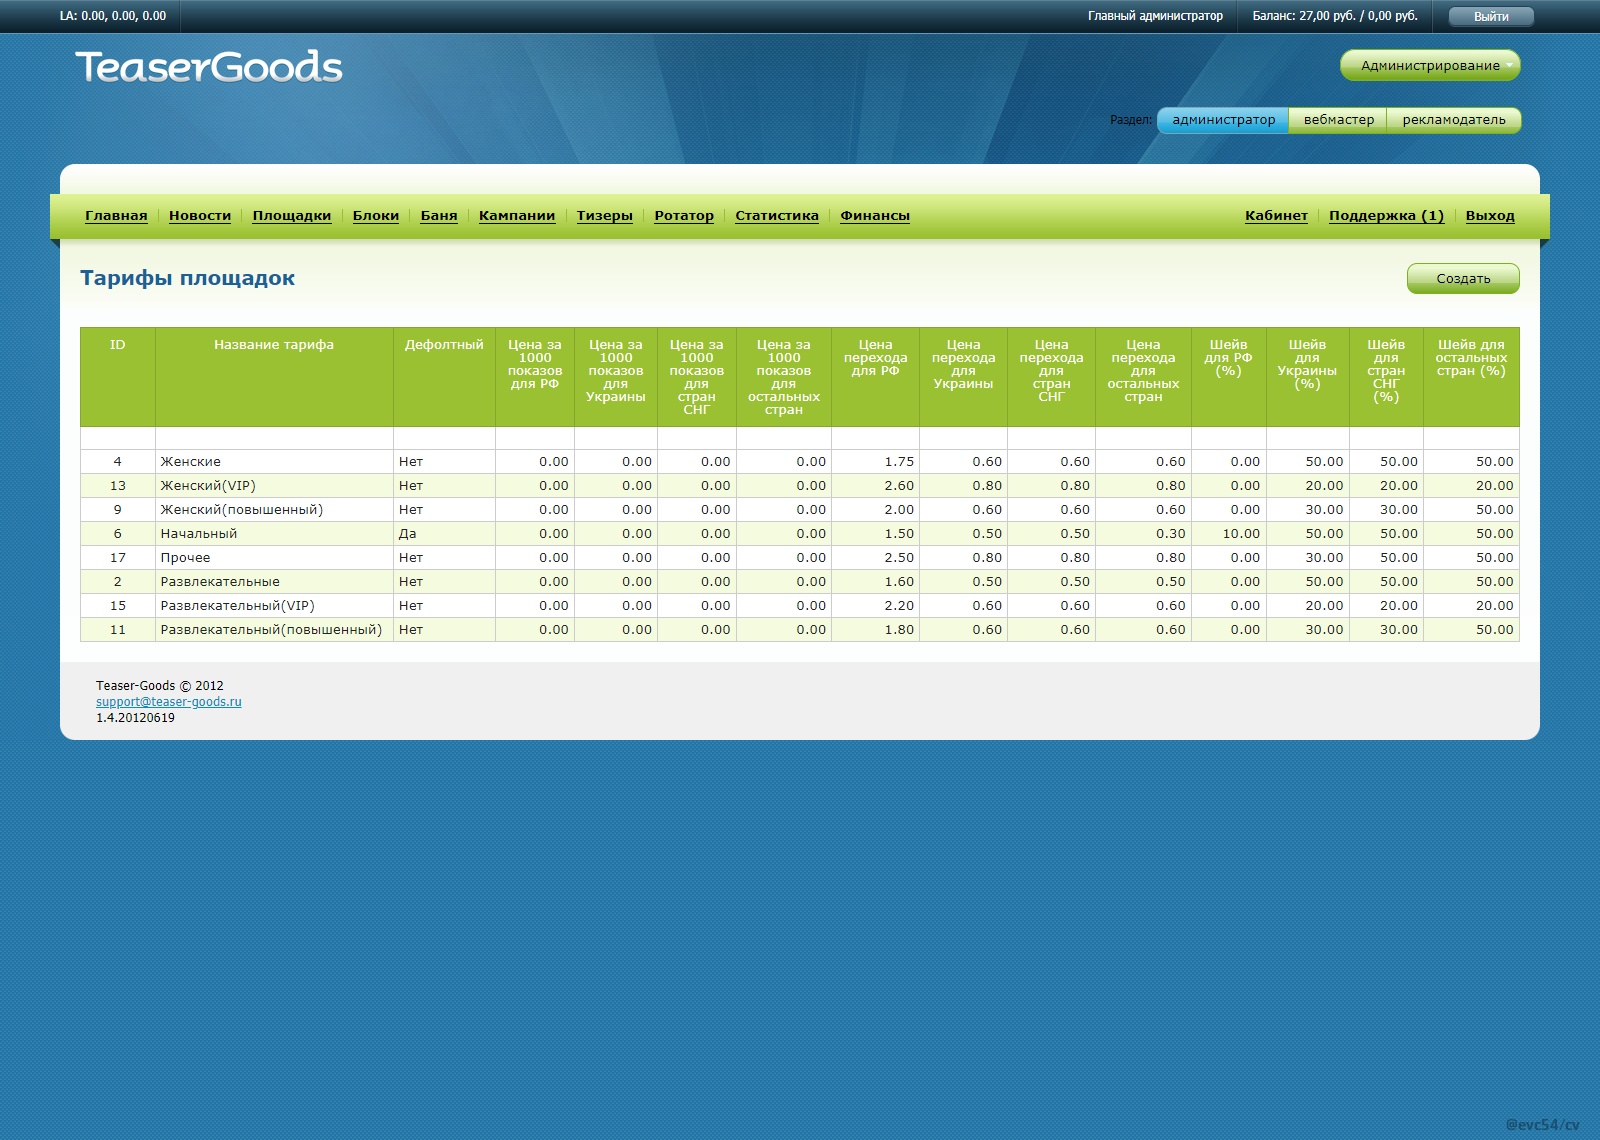 LA: 0.00, 0.00, 0.00 Главный администратор Баланс: 27,00 руб. / 0,00 руб. Выйти
TeaserGoods
Администрирование
Раздел: администратор вебмастер рекламодатель
Главная Новости Площадки Блоки Баня Кампании Тизеры Ротатор Статистика Финансы Кабинет Поддержка (1) Выход
Тарифы площадок
Создать
ID Название тарифа Дефолтный Цена за 1000 показов для РФ Цена за 1000 показов для Украины Цена за 1000 показов для стран СНГ Цена за 1000 показов для остальных стран Цена перехода для РФ Цена перехода для Украины Цена перехода для стран СНГ Цена перехода для остальных стран Шейв для РФ (%) Шейв для Украины (%) Шейв для стран СНГ (%) Шейв для остальных стран (%)
4 Женские Нет 0.00 0.00 0.00 0.00 1.75 0.60 0.60 0.60 0.00 50.00 50.00 50.00
13 Женский(VIP) Нет 0.00 0.00 0.00 0.00 2.60 0.80 0.80 0.80 0.00 20.00 20.00 20.00
9 Женский(повышенный) Нет 0.00 0.00 0.00 0.00 2.00 0.60 0.60 0.60 0.00 30.00 30.00 50.00
6 Начальный Да 0.00 0.00 0.00 0.00 1.50 0.50 0.50 0.30 10.00 50.00 50.00 50.00
17 Прочее Нет 0.00 0.00 0.00 0.00 2.50 0.80 0.80 0.80 0.00 30.00 50.00 50.00
2 Развлекательные Нет 0.00 0.00 0.00 0.00 1.60 0.50 0.50 0.50 0.00 50.00 50.00 50.00
15 Развлекательный(VIP) Нет 0.00 0.00 0.00 0.00 2.20 0.60 0.60 0.60 0.00 20.00 20.00 20.00
11 Развлекательный(повышенный) Нет 0.00 0.00 0.00 0.00 1.80 0.60 0.60 0.60 0.00 30.00 30.00 50.00
Teaser-Goods © 2012
support@teaser-goods.ru
1.4.20120619
@evc54/cv